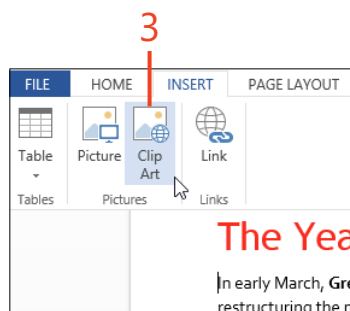 3
FILE HOME INSERT PAGE LAYOUT
Table Picture Clip Art Link
Tables Pictures Links
The Yea
In early March, Gre
restructuring the r